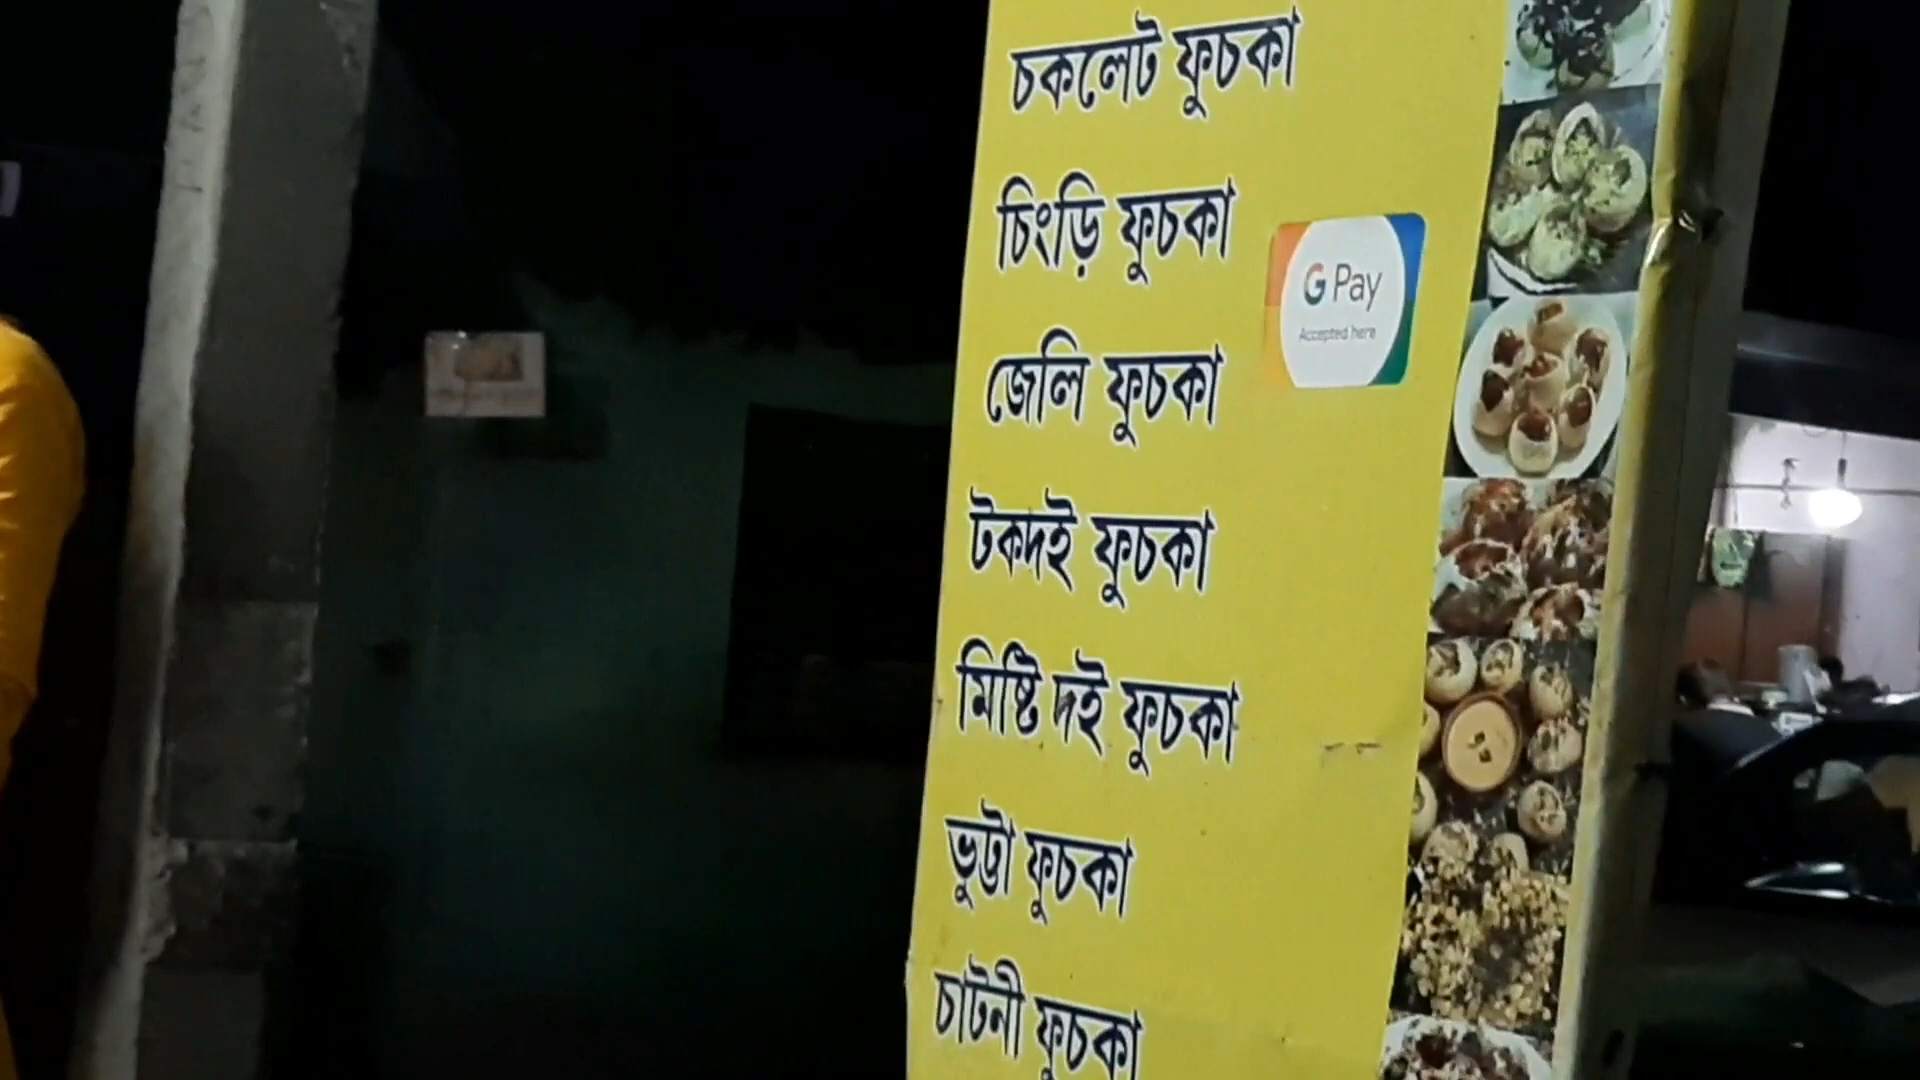 চকলেট ফুচকা
চিংড়ি ফুচকা
G Pay
Accepted here
জেলি ফুচকা
টকদই ফুচকা
মিষ্টি দই ফুচকা
ভুট্টা ফুচকা
চাটনী ফুচকা